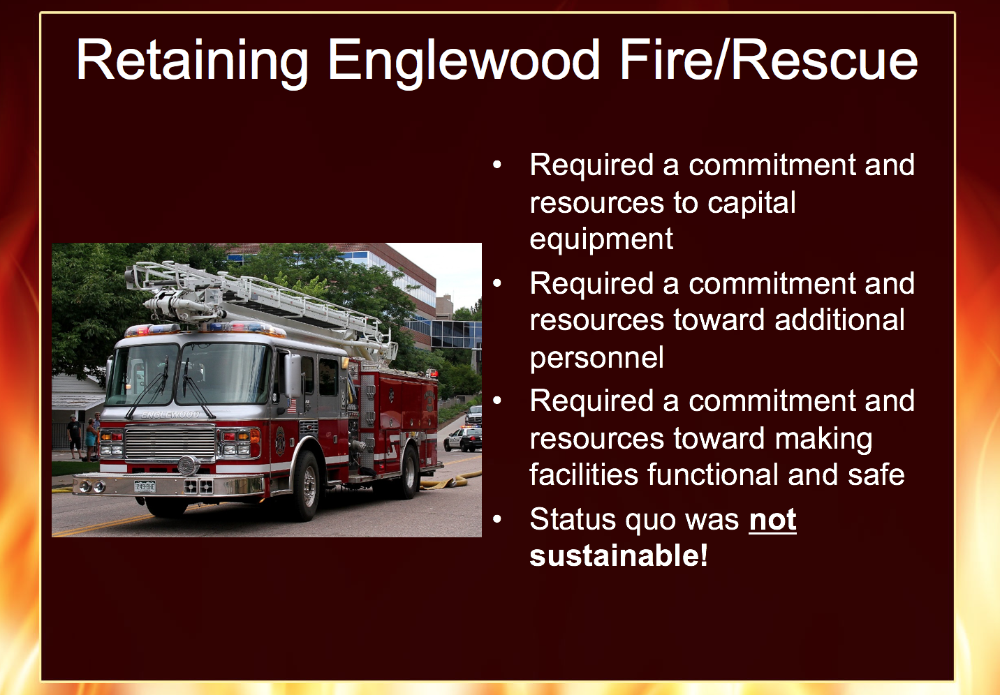 Retaining Englewood Fire/Rescue
• Required a commitment and
resources to capital
equipment
• Required a commitment and
resources toward additional
personnel
• Required a commitment and
resources toward making
facilities functional and safe
• Status quo was not
sustainable!
ENGLEWOOD